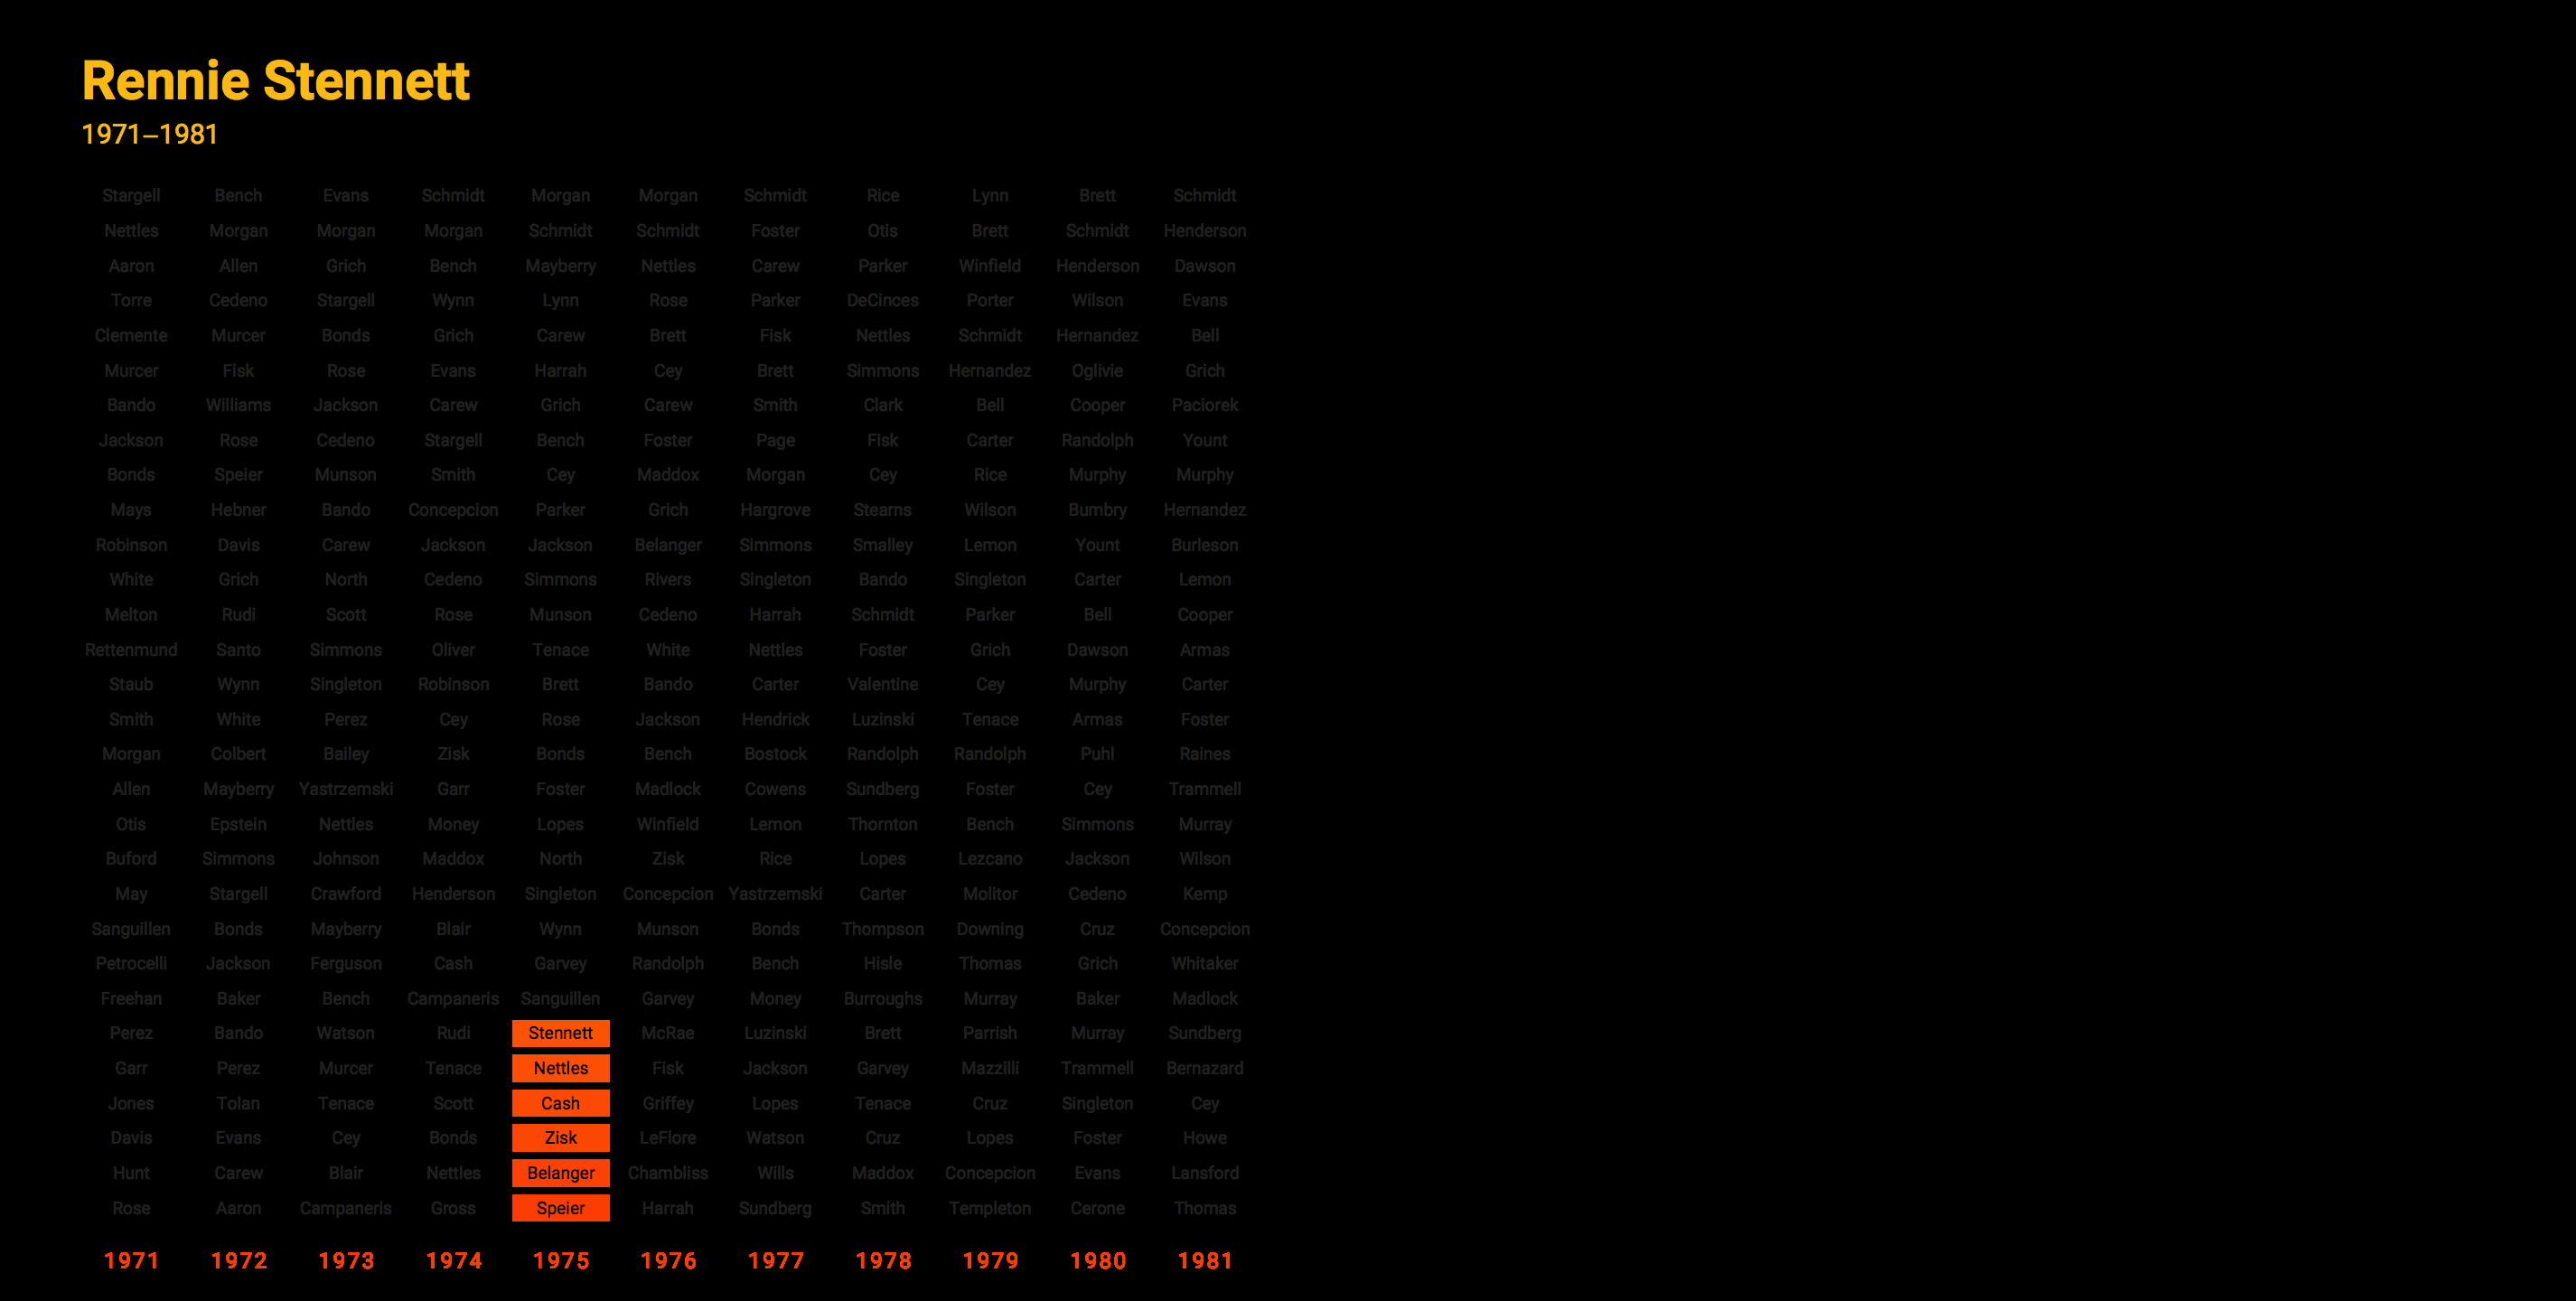 Rennie Stennett
1971–1981
Stargell Bench Evans Schmidt Morgan Morgan Schmidt Rice Lynn Brett Schmidt
Nettles Morgan Morgan Morgan Schmidt Schmidt Foster Otis Brett Schmidt Henderson
Aaron Allen Grich Bench Mayberry Nettles Carew Parker Winfield Henderson Dawson
Torre Cedeno Stargell Wynn Lynn Rose Parker DeCinces Porter Wilson Evans
Clemente Murcer Bonds Grich Carew Brett Fisk Nettles Schmidt Hernandez Bell
Murcer Fisk Rose Evans Harrah Cey Brett Simmons Hernandez Oglivie Grich
Bando Williams Jackson Carew Grich Carew Smith Clark Bell Cooper Paciorek
Jackson Rose Cedeno Stargell Bench Foster Page Fisk Carter Randolph Yount
Bonds Speier Munson Smith Cey Maddox Morgan Cey Rice Murphy Murphy
Mays Hebner Bando Concepcion Parker Grich Hargrove Stearns Wilson Bumbry Hernandez
Robinson Davis Carew Jackson Jackson Belanger Simmons Smalley Lemon Yount Burleson
White Grich North Cedeno Simmons Rivers Singleton Bando Singleton Carter Lemon
Melton Rudi Scott Rose Munson Cedeno Harrah Schmidt Parker Bell Cooper
Rettenmund Santo Simmons Oliver Tenace White Nettles Foster Grich Dawson Armas
Staub Wynn Singleton Robinson Brett Bando Carter Valentine Cey Murphy Carter
Smith White Perez Cey Rose Jackson Hendrick Luzinski Tenace Armas Foster
Morgan Colbert Bailey Zisk Bonds Bench Bostock Randolph Randolph Puhl Raines
Allen Mayberry Yastrzemski Garr Foster Madlock Cowens Sundberg Foster Cey Trammell
Otis Epstein Nettles Money Lopes Winfield Lemon Thornton Bench Simmons Murray
Buford Simmons Johnson Maddox North Zisk Rice Lopes Lezcano Jackson Wilson
May Stargell Crawford Henderson Singleton Concepcion Yastrzemski Carter Molitor Cedeno Kemp
Sanguillen Bonds Mayberry Blair Wynn Munson Bonds Thompson Downing Cruz Concepcion
Petrocelli Jackson Ferguson Cash Garvey Randolph Bench Hisle Thomas Grich Whitaker
Freehan Baker Bench Campaneris Sanguillen Garvey Money Burroughs Murray Baker Madlock
Perez Bando Watson Rudi Stennett McRae Luzinski Brett Parrish Murray Sundberg
Garr Perez Murcer Tenace Nettles Fisk Jackson Garvey Mazzilli Trammell Bernazard
Jones Tolan Tenace Scott Cash Griffey Lopes Tenace Cruz Singleton Cey
Davis Evans Cey Bonds Zisk LeFlore Watson Cruz Lopes Foster Howe
Hunt Carew Blair Nettles Belanger Chambliss Wills Maddox Concepcion Evans Lansford
Rose Aaron Campaneris Gross Speier Harrah Sundberg Smith Templeton Cerone Thomas
1971 1972 1973 1974 1975 1976 1977 1978 1979 1980 1981